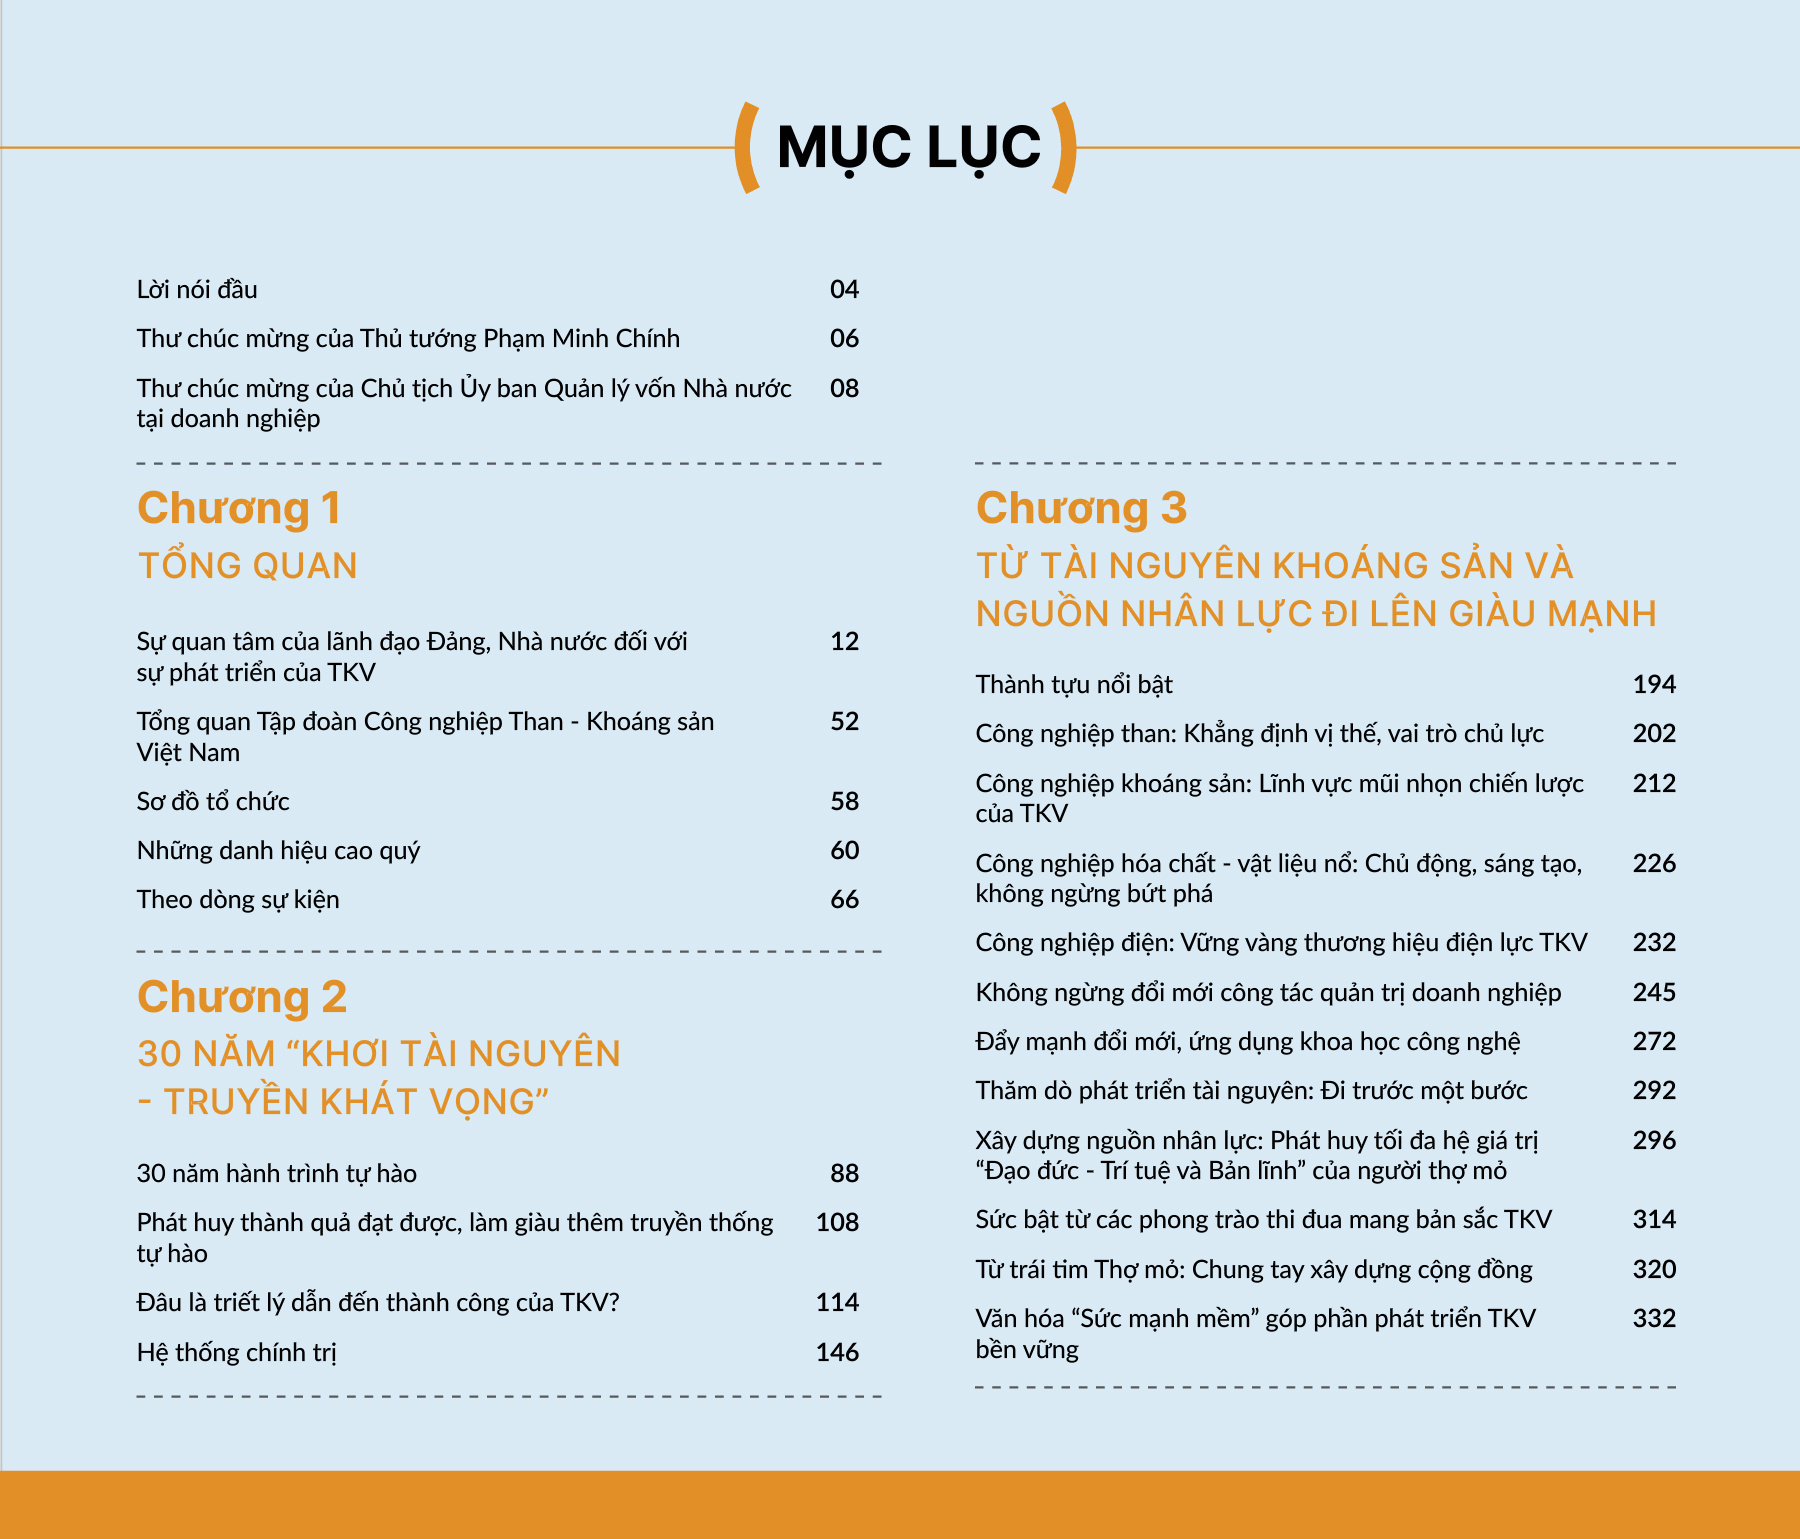 MỤC LỤC
Lời nói đầu 04
Thư chúc mừng của Thủ tướng Phạm Minh Chính 06
Thư chúc mừng của Chủ tịch Ủy ban Quản lý vốn Nhà nước 08
tại doanh nghiệp
Chương 1
TỔNG QUAN
Sự quan tâm của lãnh đạo Đảng, Nhà nước đối với 12
sự phát triển của TKV
Tổng quan Tập đoàn Công nghiệp Than - Khoáng sản 52
Việt Nam
Sơ đồ tổ chức 58
Những danh hiệu cao quý 60
Theo dòng sự kiện 66
Chương 2
30 NĂM “KHƠI TÀI NGUYÊN
- TRUYỀN KHÁT VỌNG”
30 năm hành trình tự hào 88
Phát huy thành quả đạt được, làm giàu thêm truyền thống 108
tự hào
Đâu là triết lý dẫn đến thành công của TKV? 114
Hệ thống chính trị 146
Chương 3
TỪ TÀI NGUYÊN KHOÁNG SẢN VÀ
NGUỒN NHÂN LỰC ĐI LÊN GIÀU MẠNH
Thành tựu nổi bật 194
Công nghiệp than: Khẳng định vị thế, vai trò chủ lực 202
Công nghiệp khoáng sản: Lĩnh vực mũi nhọn chiến lược 212
của TKV
Công nghiệp hóa chất - vật liệu nổ: Chủ động, sáng tạo, 226
không ngừng bứt phá
Công nghiệp điện: Vững vàng thương hiệu điện lực TKV 232
Không ngừng đổi mới công tác quản trị doanh nghiệp 245
Đẩy mạnh đổi mới, ứng dụng khoa học công nghệ 272
Thăm dò phát triển tài nguyên: Đi trước một bước 292
Xây dựng nguồn nhân lực: Phát huy tối đa hệ giá trị 296
“Đạo đức - Trí tuệ và Bản lĩnh” của người thợ mỏ
Sức bật từ các phong trào thi đua mang bản sắc TKV 314
Từ trái tim Thợ mỏ: Chung tay xây dựng cộng đồng 320
Văn hóa “Sức mạnh mềm” góp phần phát triển TKV 332
bền vững